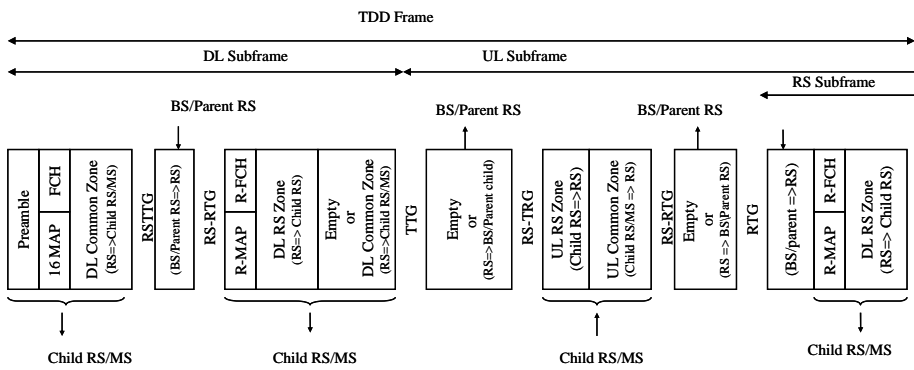 TDD Frame
DL Subframe
UL Subframe
RS Subframe
BS/Parent RS
BS/Parent RS
BS/Parent RS
Preamble
FCH
16 MAP
DL Common Zone
(RS=>Child RS/MS)
RSTTG
(BS/Parent RS=>RS)
RS-RTG
R-FCH
R-MAP
DL RS Zone
(RS=> Child RS)
Empty
or
DL Common Zone
(RS=>Child RS/MS)
TTG
Empty
or
(RS=>BS/Parent child)
RS-TRG
UL RS Zone
(Child RS=>RS)
UL Common Zone
(Child RS/MS => RS)
RS-RTG
Empty
or
(RS => BS\Parent RS)
RTG
(BS/parent =>RS)
R-FCH
R-MAP
DL RS Zone
(RS=> Child RS)
Child RS/MS
Child RS/MS
Child RS/MS
Child RS/MS